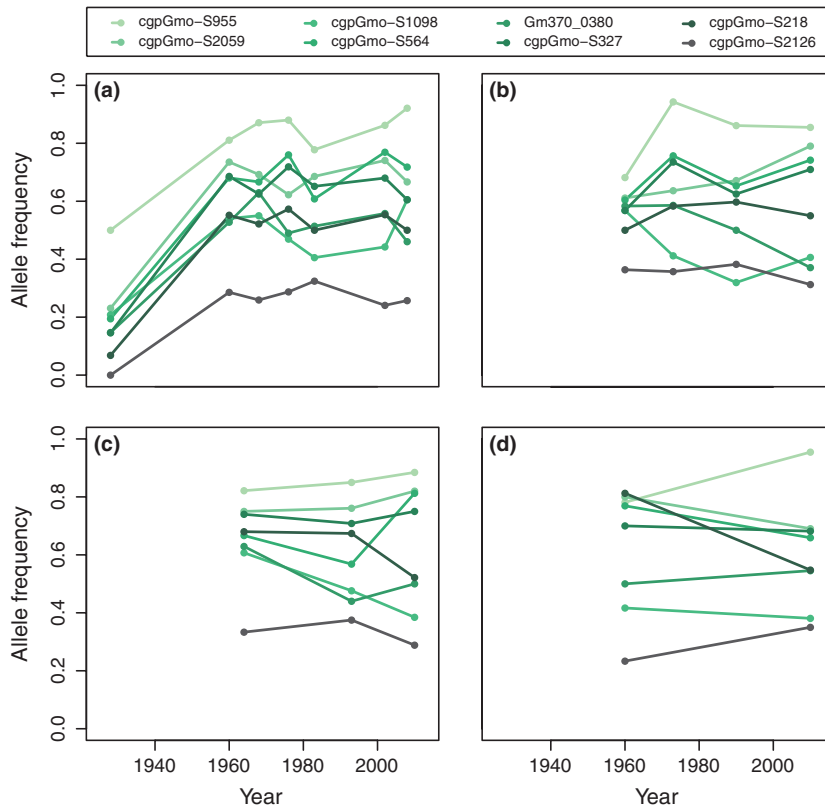 cgpGmo−S955 cgpGmo−S1098 Gm370_0380 cgpGmo−S218
cgpGmo−S2059 cgpGmo−S564 cgpGmo−S327 cgpGmo−S2126
(a) (b)
1.0
0.8
0.6
0.4
0.2
0.0
Allele frequency
(c) (d)
1.0
0.8
0.6
0.4
0.2
0.0
Allele frequency
1940 1960 1980 2000 1940 1960 1980 2000
Year Year